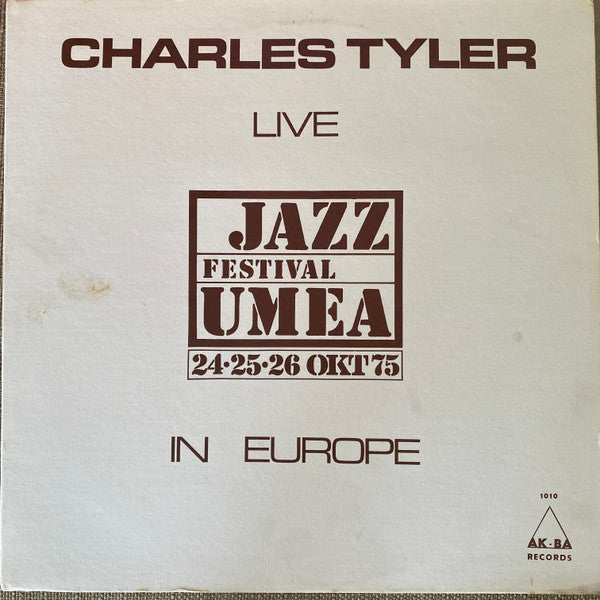 CHARLES TYLER
LIVE
JAZZ
FESTIVAL
UMEA
24·25·26 OKT 75
IN EUROPE
1010
AK·BA
RECORDS